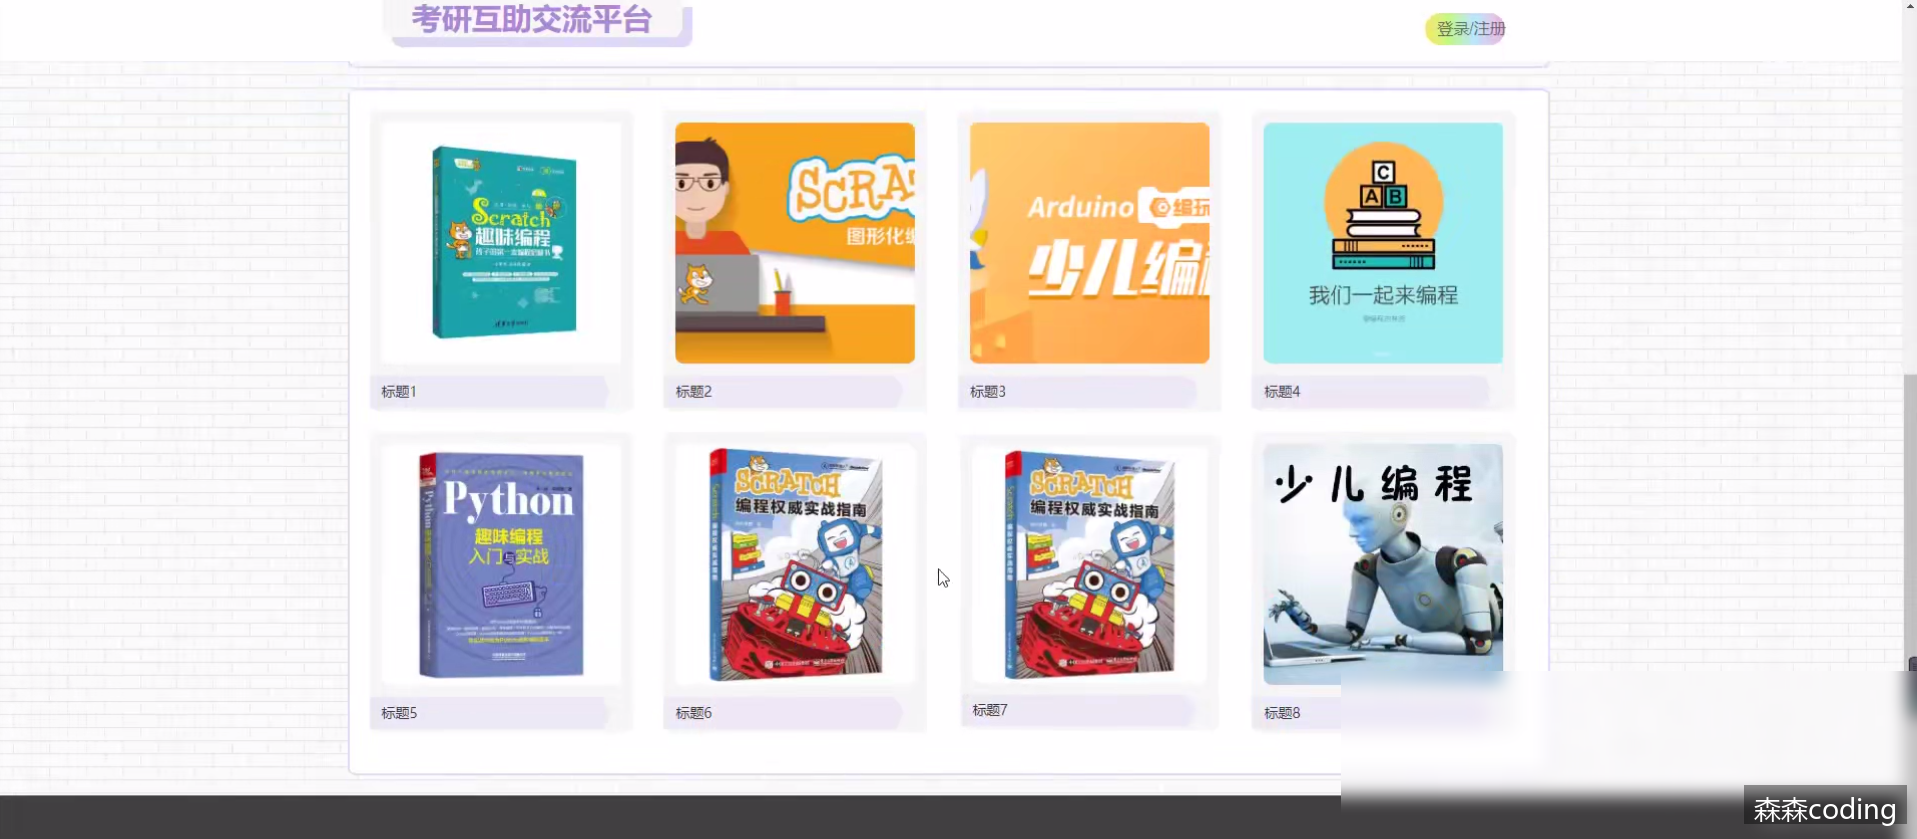 考研互助交流平台
登录/注册
Scratch
趣味编程
SCRA
图形化编
Arduino 编玩
少儿编
C
A B
我们一起来编程
标题1
标题2
标题3
标题4
Python
趣味编程
入门与实战
SCRATCH
编程权威实战指南
SCRATCH
编程权威实战指南
少儿编程
标题5
标题6
标题7
标题8
森森coding